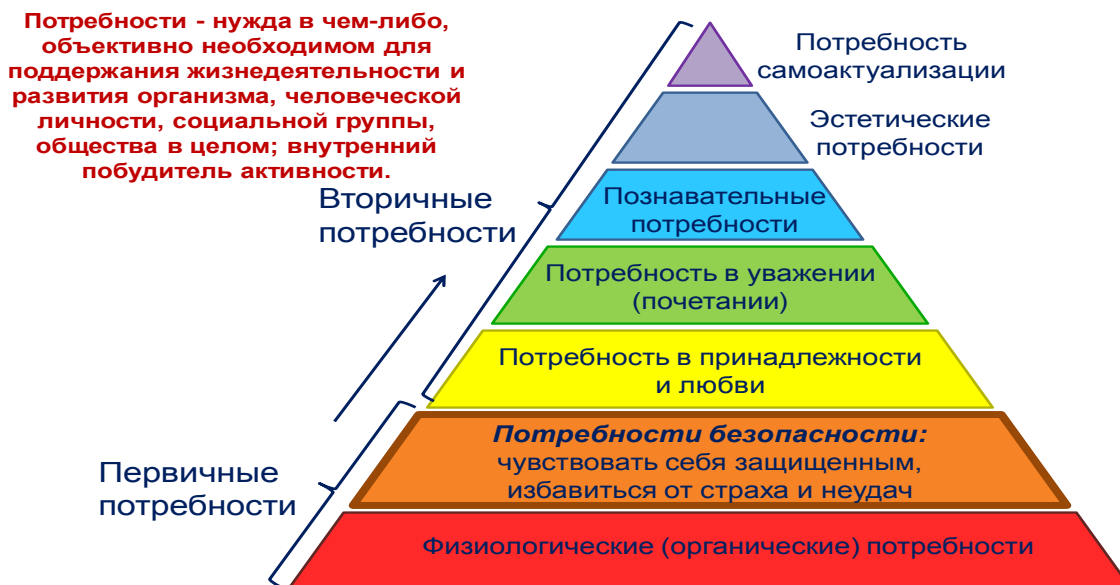 Потребности - нужда в чем-либо,
объективно необходимом для
поддержания жизнедеятельности и
развития организма, человеческой
личности, социальной группы,
общества в целом; внутренний
побудитель активности.
Потребность
самоактуализации
Эстетические
потребности
Вторичные
потребности
Познавательные
потребности
Потребность в уважении
(почетании)
Потребность в принадлежности
и любви
Первичные
потребности
Потребности безопасности:
чувствовать себя защищенным,
избавиться от страха и неудач
Физиологические (органические) потребности